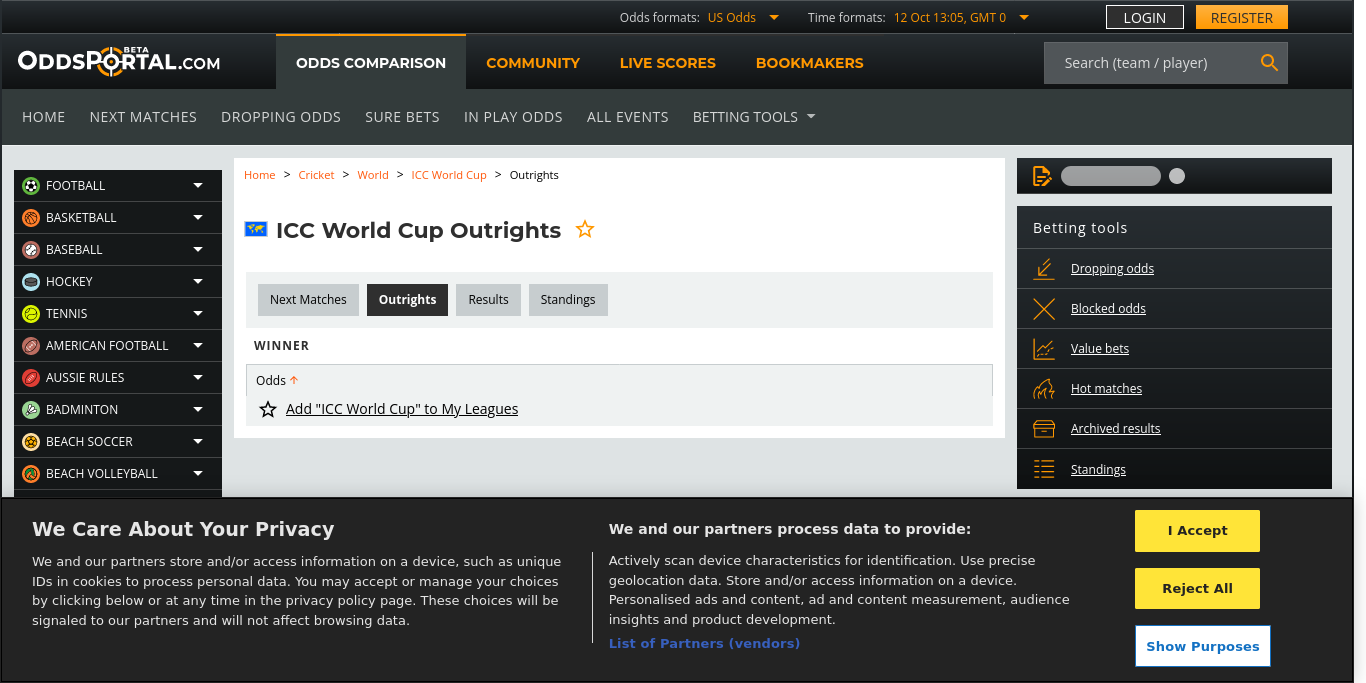 Odds formats: US Odds
Time formats: 12 Oct 13:05, GMT 0
LOGIN
REGISTER
ODDSPORTAL.COM
BETA
ODDS COMPARISON
COMMUNITY
LIVE SCORES
BOOKMAKERS
Search (team / player)
HOME
NEXT MATCHES
DROPPING ODDS
SURE BETS
IN PLAY ODDS
ALL EVENTS
BETTING TOOLS
FOOTBALL
BASKETBALL
BASEBALL
HOCKEY
TENNIS
AMERICAN FOOTBALL
AUSSIE RULES
BADMINTON
BEACH SOCCER
BEACH VOLLEYBALL
Home > Cricket > World > ICC World Cup > Outrights
ICC World Cup Outrights
Next Matches
Outrights
Results
Standings
WINNER
Odds
Add "ICC World Cup" to My Leagues
Betting tools
Dropping odds
Blocked odds
Value bets
Hot matches
Archived results
Standings
We Care About Your Privacy
We and our partners store and/or access information on a device, such as unique
IDs in cookies to process personal data. You may accept or manage your choices
by clicking below or at any time in the privacy policy page. These choices will be
signaled to our partners and will not affect browsing data.
We and our partners process data to provide:
Actively scan device characteristics for identification. Use precise
geolocation data. Store and/or access information on a device.
Personalised ads and content, ad and content measurement, audience
insights and product development.
List of Partners (vendors)
I Accept
Reject All
Show Purposes